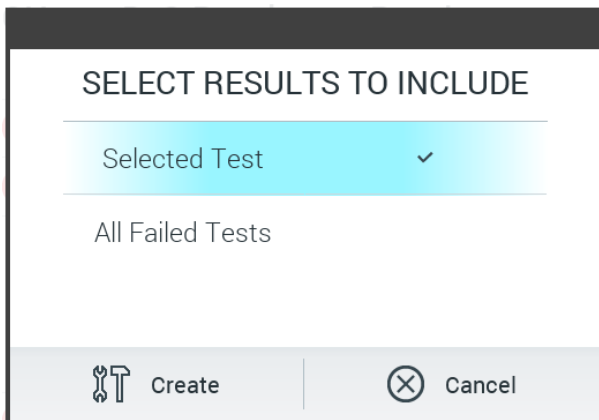 SELECT RESULTS TO INCLUDE
Selected Test
All Failed Tests
Create
Cancel